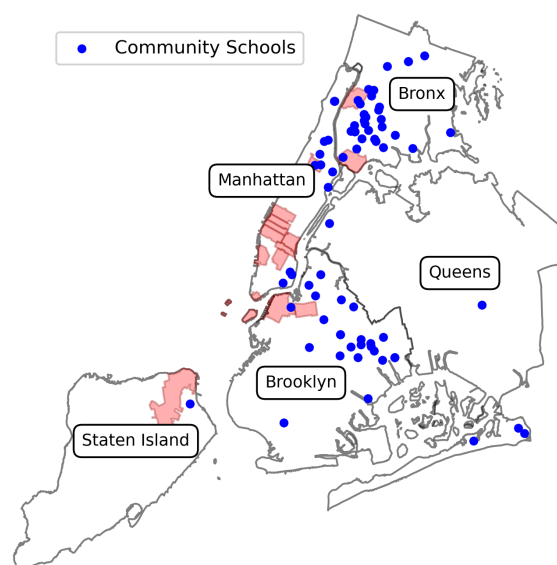 Community Schools
Bronx
Manhattan
Queens
Brooklyn
Staten Island